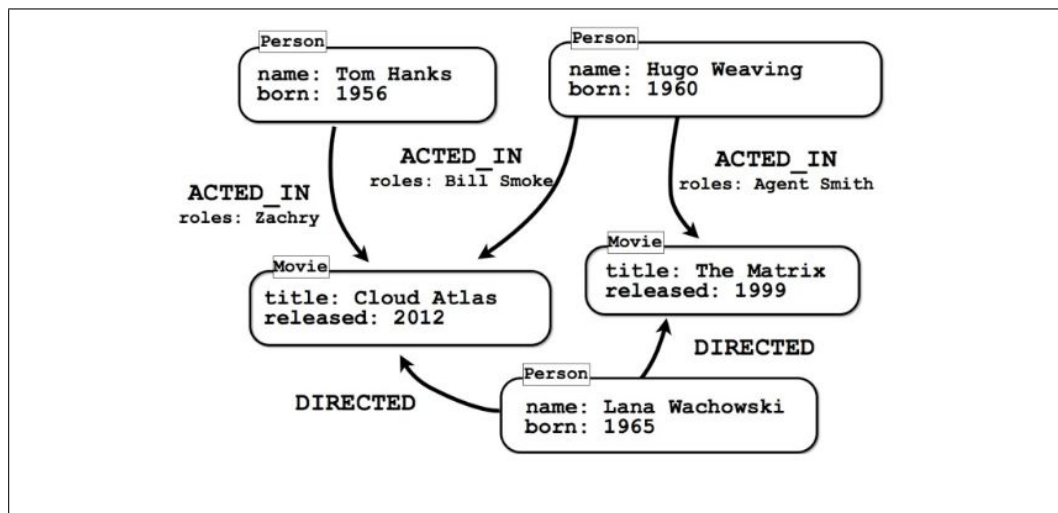 Person
name: Tom Hanks
born: 1956
Person
name: Hugo Weaving
born: 1960
ACTED_IN
roles: Zachry
ACTED_IN
roles: Bill Smoke
ACTED_IN
roles: Agent Smith
Movie
title: Cloud Atlas
released: 2012
Movie
title: The Matrix
released: 1999
DIRECTED
DIRECTED
Person
name: Lana Wachowski
born: 1965